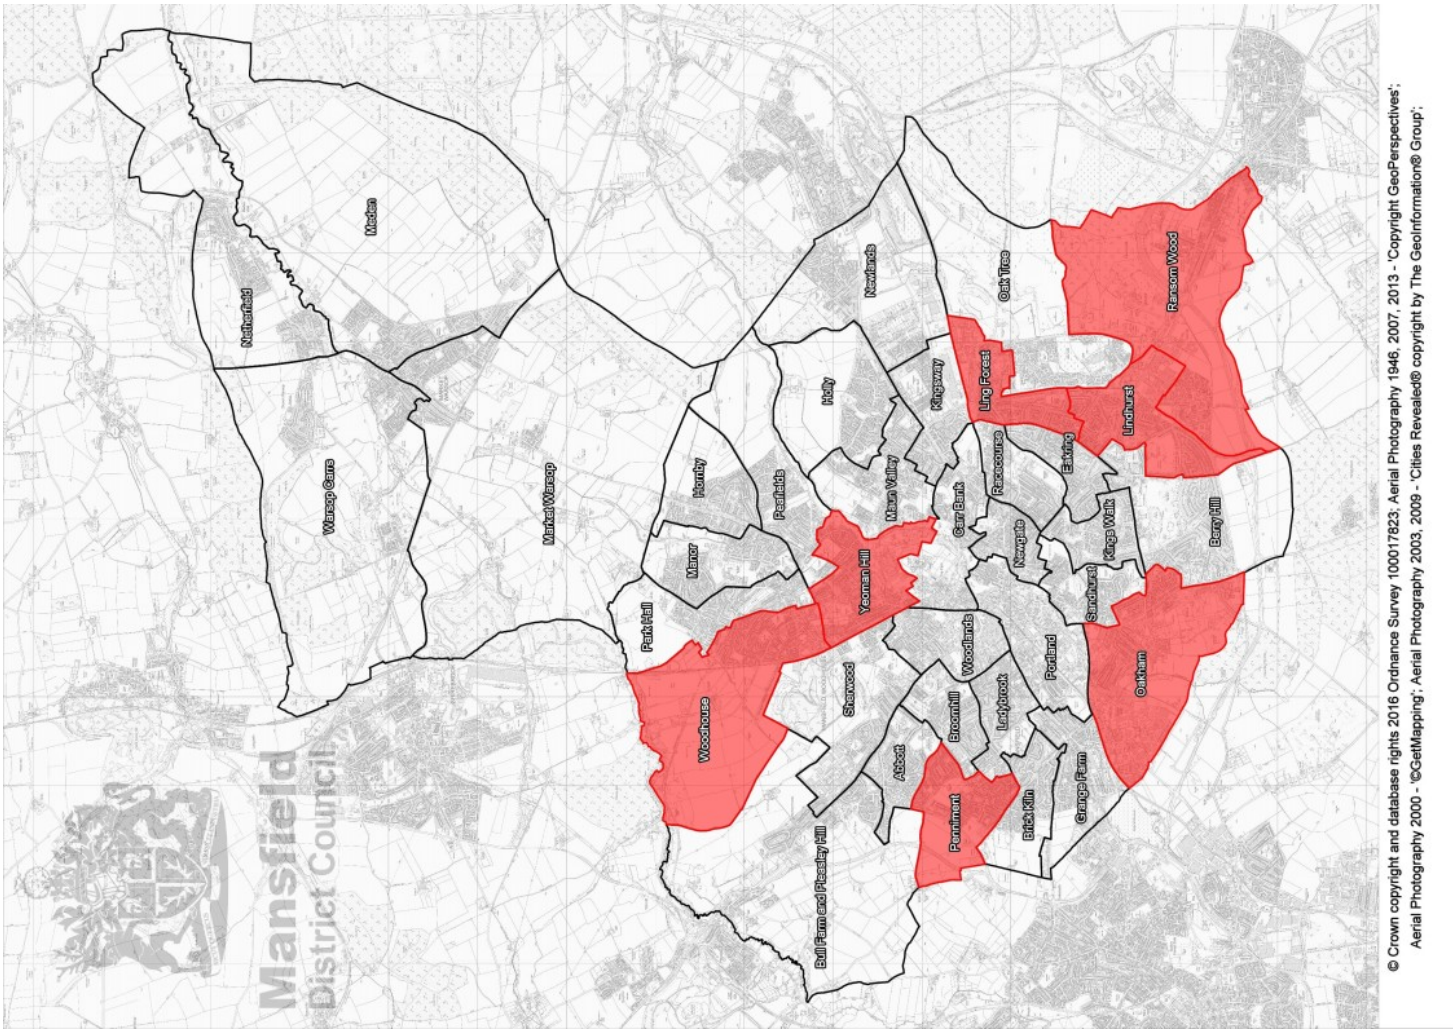 Mansfield
District Council
Netherfield
Warsop Carrs
Meden
Market Warsop
Park Hall
Manor
Hornby
Woodhouse
Peafields
Bull Farm and Pleasley Hill
Holly
Sherwood
Yeoman Hill
Newlands
Maun Valley
Abbott
Kingsway
Broomhill
Penniment
Carr Bank
Woodlands
Ling Forest
Racecourse
Ladybrook
Oak Tree
Newgate
Brick Kiln
Portland
Eakring
Grange Farm
Sandhurst
Kings Walk
Lindhurst
Oakham
Ransom Wood
Berry Hill
© Crown copyright and database rights 2016 Ordnance Survey 100017823; Aerial Photography 1946, 2007, 2013 - 'Copyright GeoPerspectives';
Aerial Photography 2000 - '©GetMapping'; Aerial Photography 2003, 2009 - 'Cities Revealed® copyright by The GeoInformation® Group';